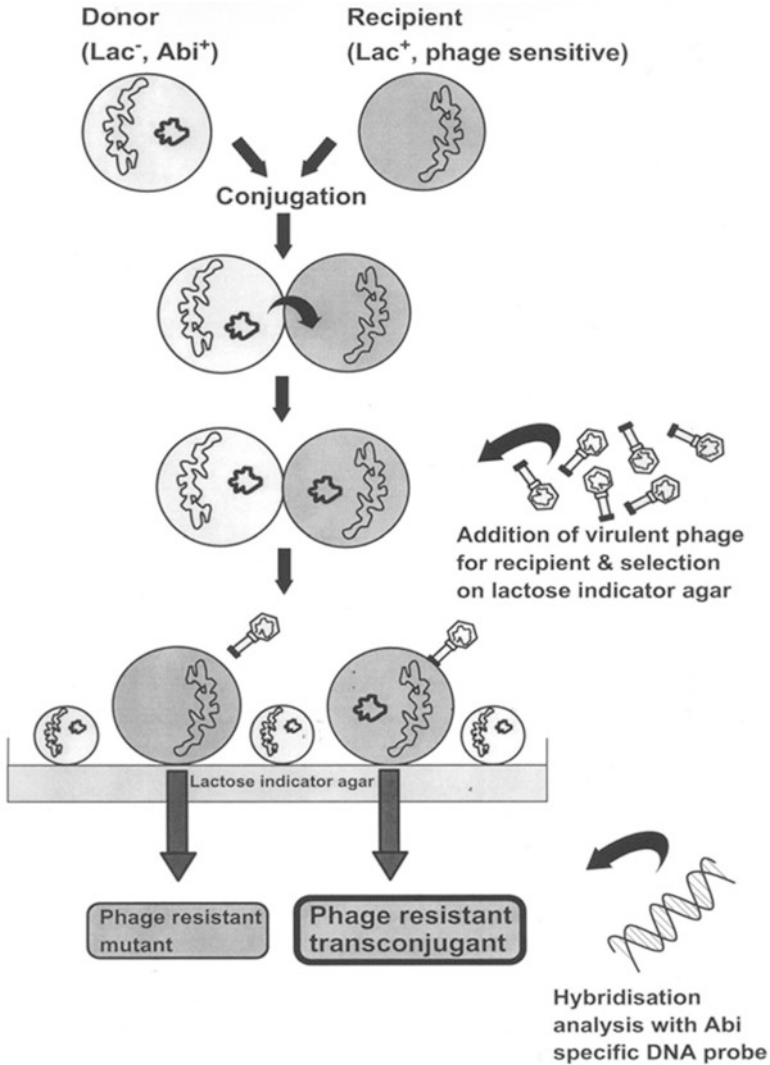 Donor
(Lac⁻, Abi⁺)
Recipient
(Lac⁺, phage sensitive)
Conjugation
Addition of virulent phage
for recipient & selection
on lactose indicator agar
Lactose indicator agar
Phage resistant
mutant
Phage resistant
transconjugant
Hybridisation
analysis with Abi
specific DNA probe